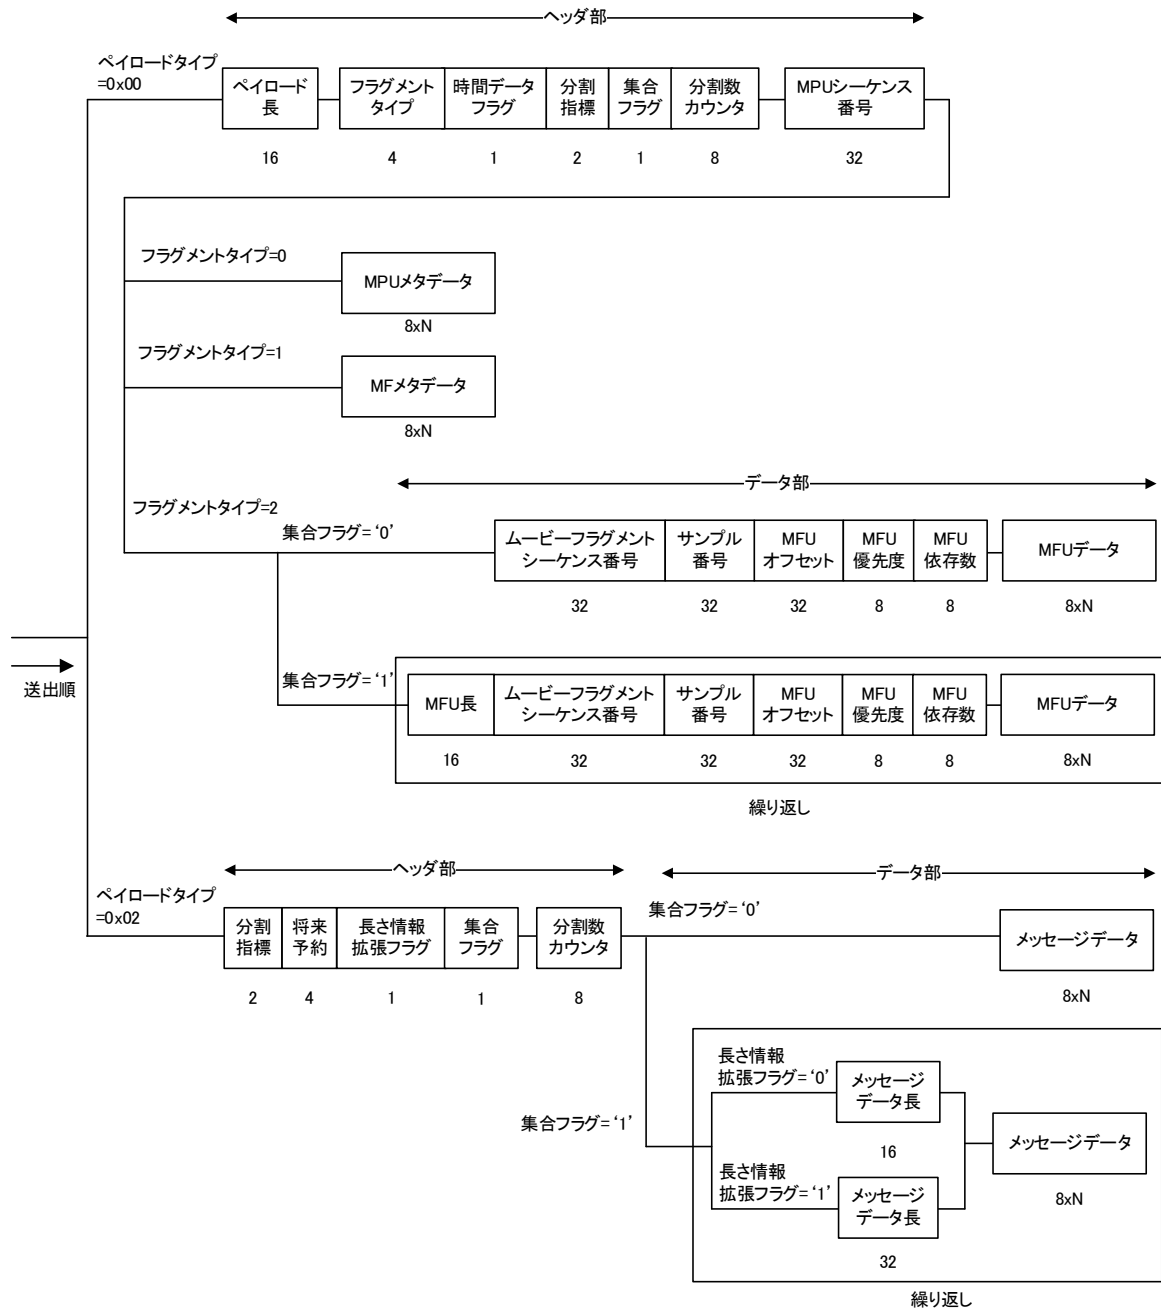 ヘッダ部
ペイロードタイプ
=0x00
ペイロード
長
フラグメント
タイプ
時間データ
フラグ
分割
指標
集合
フラグ
分割数
カウンタ
MPUシーケンス
番号
16
4
1
2
1
8
32
フラグメントタイプ=0
MPUメタデータ
8xN
フラグメントタイプ=1
MFメタデータ
8xN
データ部
フラグメントタイプ=2
集合フラグ=‘0’
ムービーフラグメント
シーケンス番号
サンプル
番号
MFU
オフセット
MFU
優先度
MFU
依存数
MFUデータ
32
32
32
8
8
8xN
送出順
集合フラグ=‘1’
MFU長
ムービーフラグメント
シーケンス番号
サンプル
番号
MFU
オフセット
MFU
優先度
MFU
依存数
MFUデータ
16
32
32
32
8
8
8xN
繰り返し
ヘッダ部
データ部
ペイロードタイプ
=0x02
分割
指標
将来
予約
長さ情報
拡張フラグ
集合
フラグ
分割数
カウンタ
2
4
1
1
8
集合フラグ=‘0’
メッセージデータ
8xN
集合フラグ=‘1’
長さ情報
拡張フラグ=‘0’
メッセージ
データ長
16
長さ情報
拡張フラグ=‘1’
メッセージ
データ長
32
メッセージデータ
8xN
繰り返し